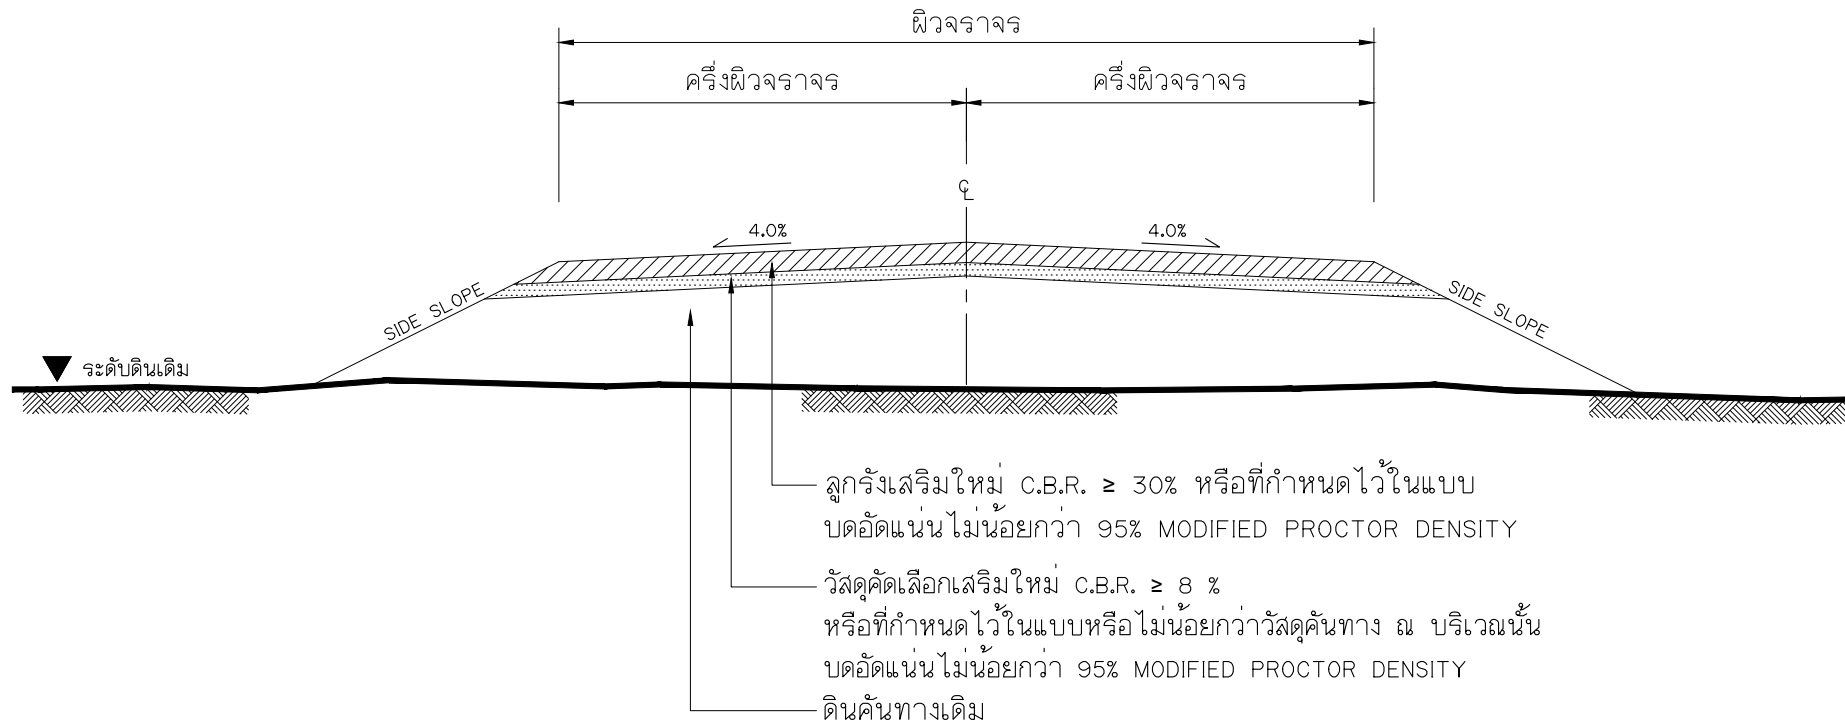 ผิวจราจร
ครึ่งผิวจราจร ครึ่งผิวจราจร
℄
4.0% 4.0%
SIDE SLOPE SIDE SLOPE
ระดับดินเดิม
ลูกรังเสริมใหม่ C.B.R. ≥ 30% หรือที่กำหนดไว้ในแบบ
บดอัดแน่นไม่น้อยกว่า 95% MODIFIED PROCTOR DENSITY
วัสดุคัดเลือกเสริมใหม่ C.B.R. ≥ 8 %
หรือที่กำหนดไว้ในแบบหรือไม่น้อยกว่าวัสดุคันทาง ณ บริเวณนั้น
บดอัดแน่นไม่น้อยกว่า 95% MODIFIED PROCTOR DENSITY
ดินคันทางเดิม